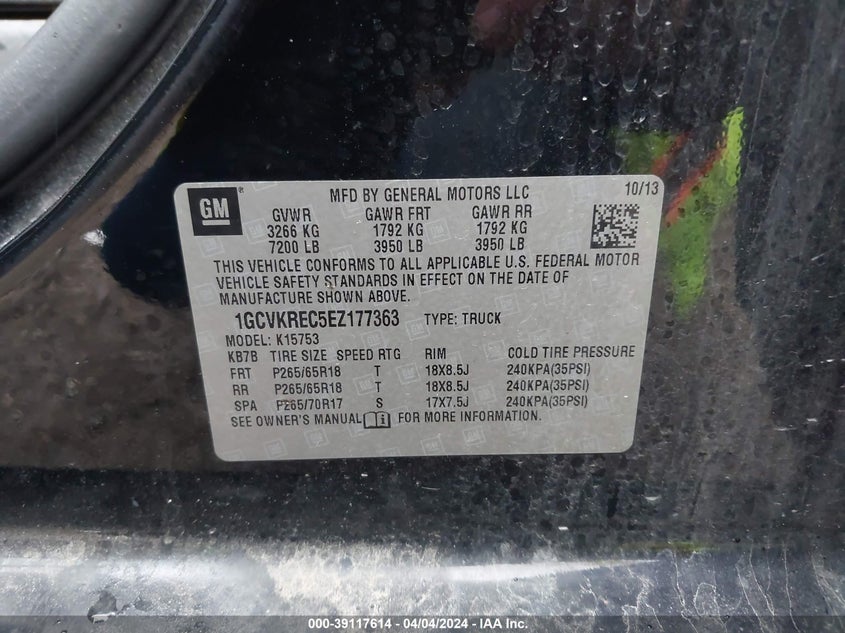 GM®
MFD BY GENERAL MOTORS LLC 10/13
GVWR GAWR FRT GAWR RR
3266 KG 1792 KG 1792 KG
7200 LB 3950 LB 3950 LB
THIS VEHICLE CONFORMS TO ALL APPLICABLE U.S. FEDERAL MOTOR
VEHICLE SAFETY STANDARDS IN EFFECT ON THE DATE OF
MANUFACTURE SHOWN ABOVE.
1GCVKREC5EZ177363 TYPE: TRUCK
MODEL: K15753
KB7B TIRE SIZE SPEED RTG RIM COLD TIRE PRESSURE
FRT P265/65R18 T 18X8.5J 240KPA(35PSI)
RR P265/65R18 T 18X8.5J 240KPA(35PSI)
SPA P265/70R17 S 17X7.5J 240KPA(35PSI)
SEE OWNER'S MANUAL FOR MORE INFORMATION.
000-39117614 - 04/04/2024 - IAA Inc.